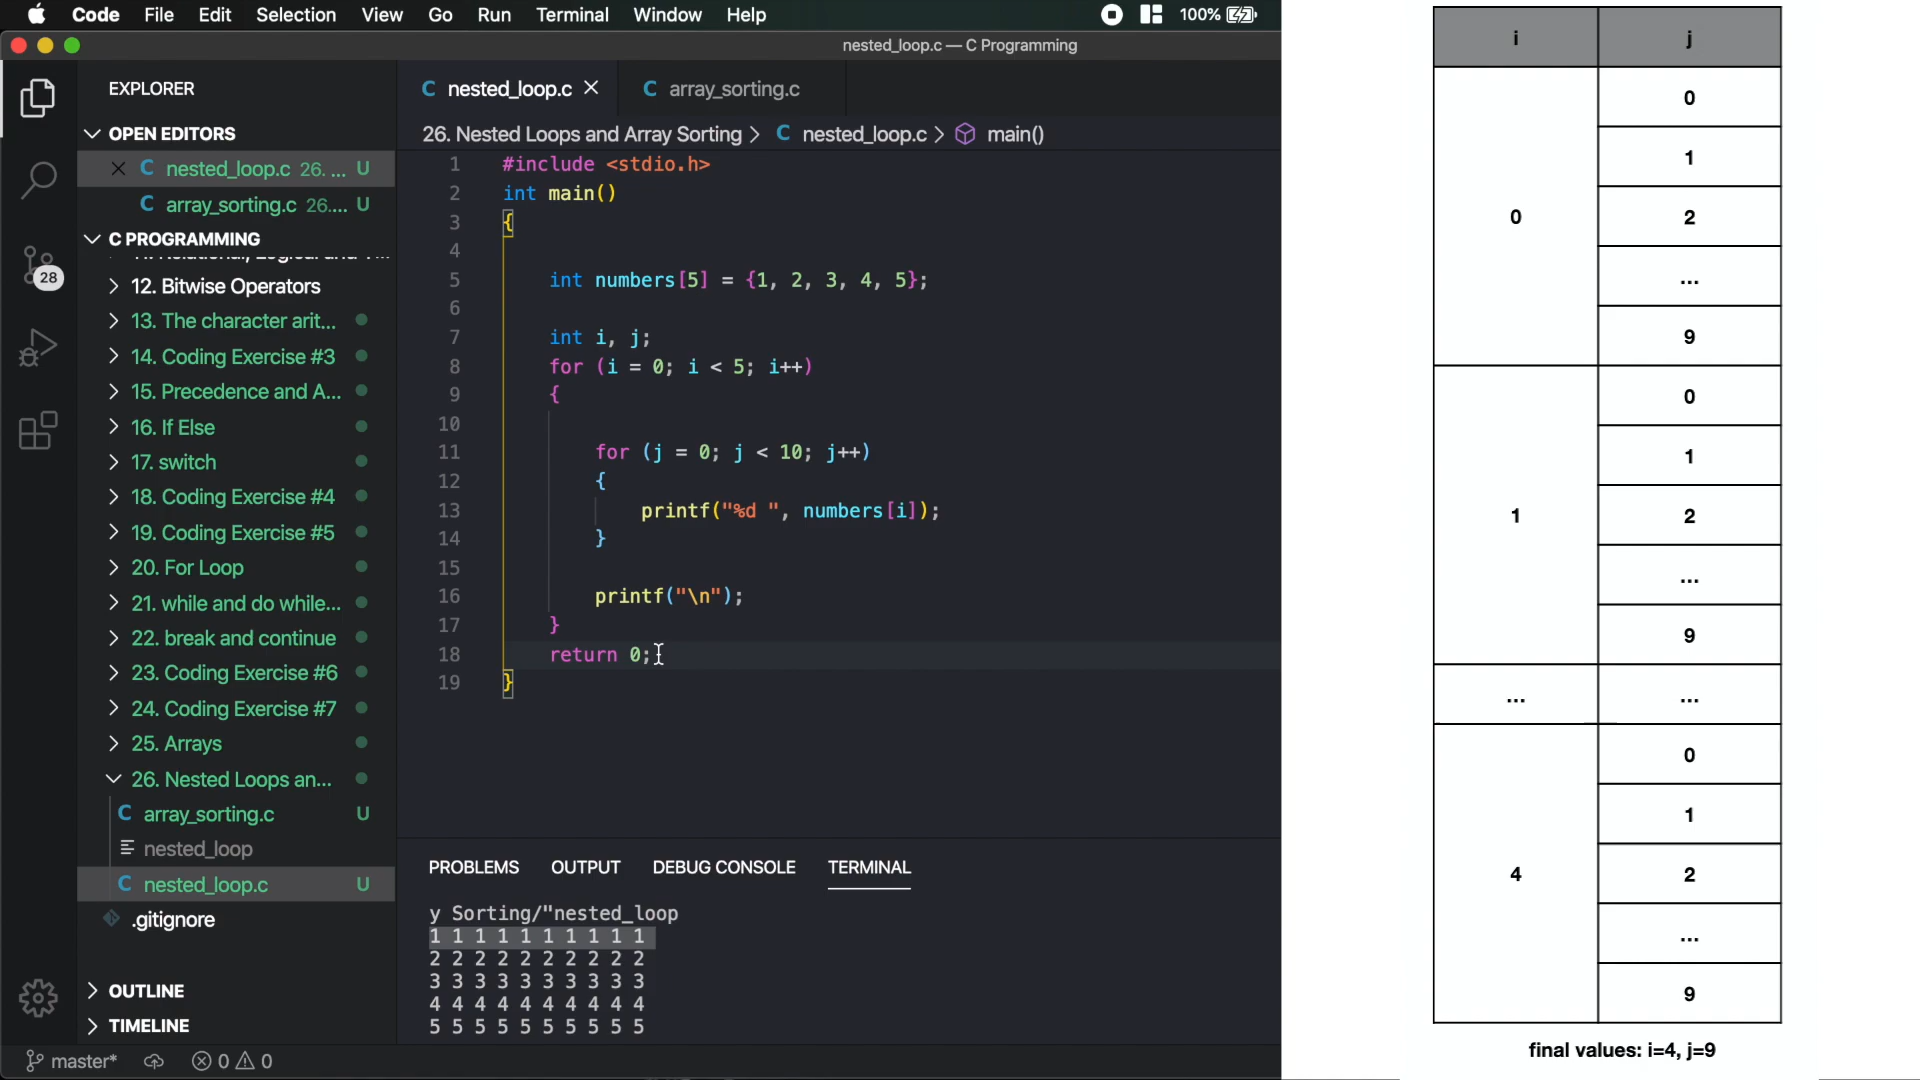 Code File Edit Selection View Go Run Terminal Window Help 100%
nested_loop.c — C Programming
EXPLORER
OPEN EDITORS
nested_loop.c 26. ... U
array_sorting.c 26.... U
C PROGRAMMING
12. Bitwise Operators
13. The character arit...
14. Coding Exercise #3
15. Precedence and A...
16. If Else
17. switch
18. Coding Exercise #4
19. Coding Exercise #5
20. For Loop
21. while and do while...
22. break and continue
23. Coding Exercise #6
24. Coding Exercise #7
25. Arrays
26. Nested Loops an...
C array_sorting.c U
nested_loop
C nested_loop.c U
.gitignore
OUTLINE
TIMELINE
28
master* 0 0
C nested_loop.c C array_sorting.c
26. Nested Loops and Array Sorting > C nested_loop.c > main()
1 #include <stdio.h>
2 int main()
3 {
4
5 int numbers[5] = {1, 2, 3, 4, 5};
6
7 int i, j;
8 for (i = 0; i < 5; i++)
9 {
10
11 for (j = 0; j < 10; j++)
12 {
13 printf("%d ", numbers[i]);
14 }
15
16 printf("\n");
17 }
18 return 0;
19 }
PROBLEMS OUTPUT DEBUG CONSOLE TERMINAL
y Sorting/"nested_loop
1 1 1 1 1 1 1 1 1 1
2 2 2 2 2 2 2 2 2 2
3 3 3 3 3 3 3 3 3 3
4 4 4 4 4 4 4 4 4 4
5 5 5 5 5 5 5 5 5 5
i j
0
1
0 2
...
9
0
1
1 2
...
9
... ...
0
1
4 2
...
9
final values: i=4, j=9